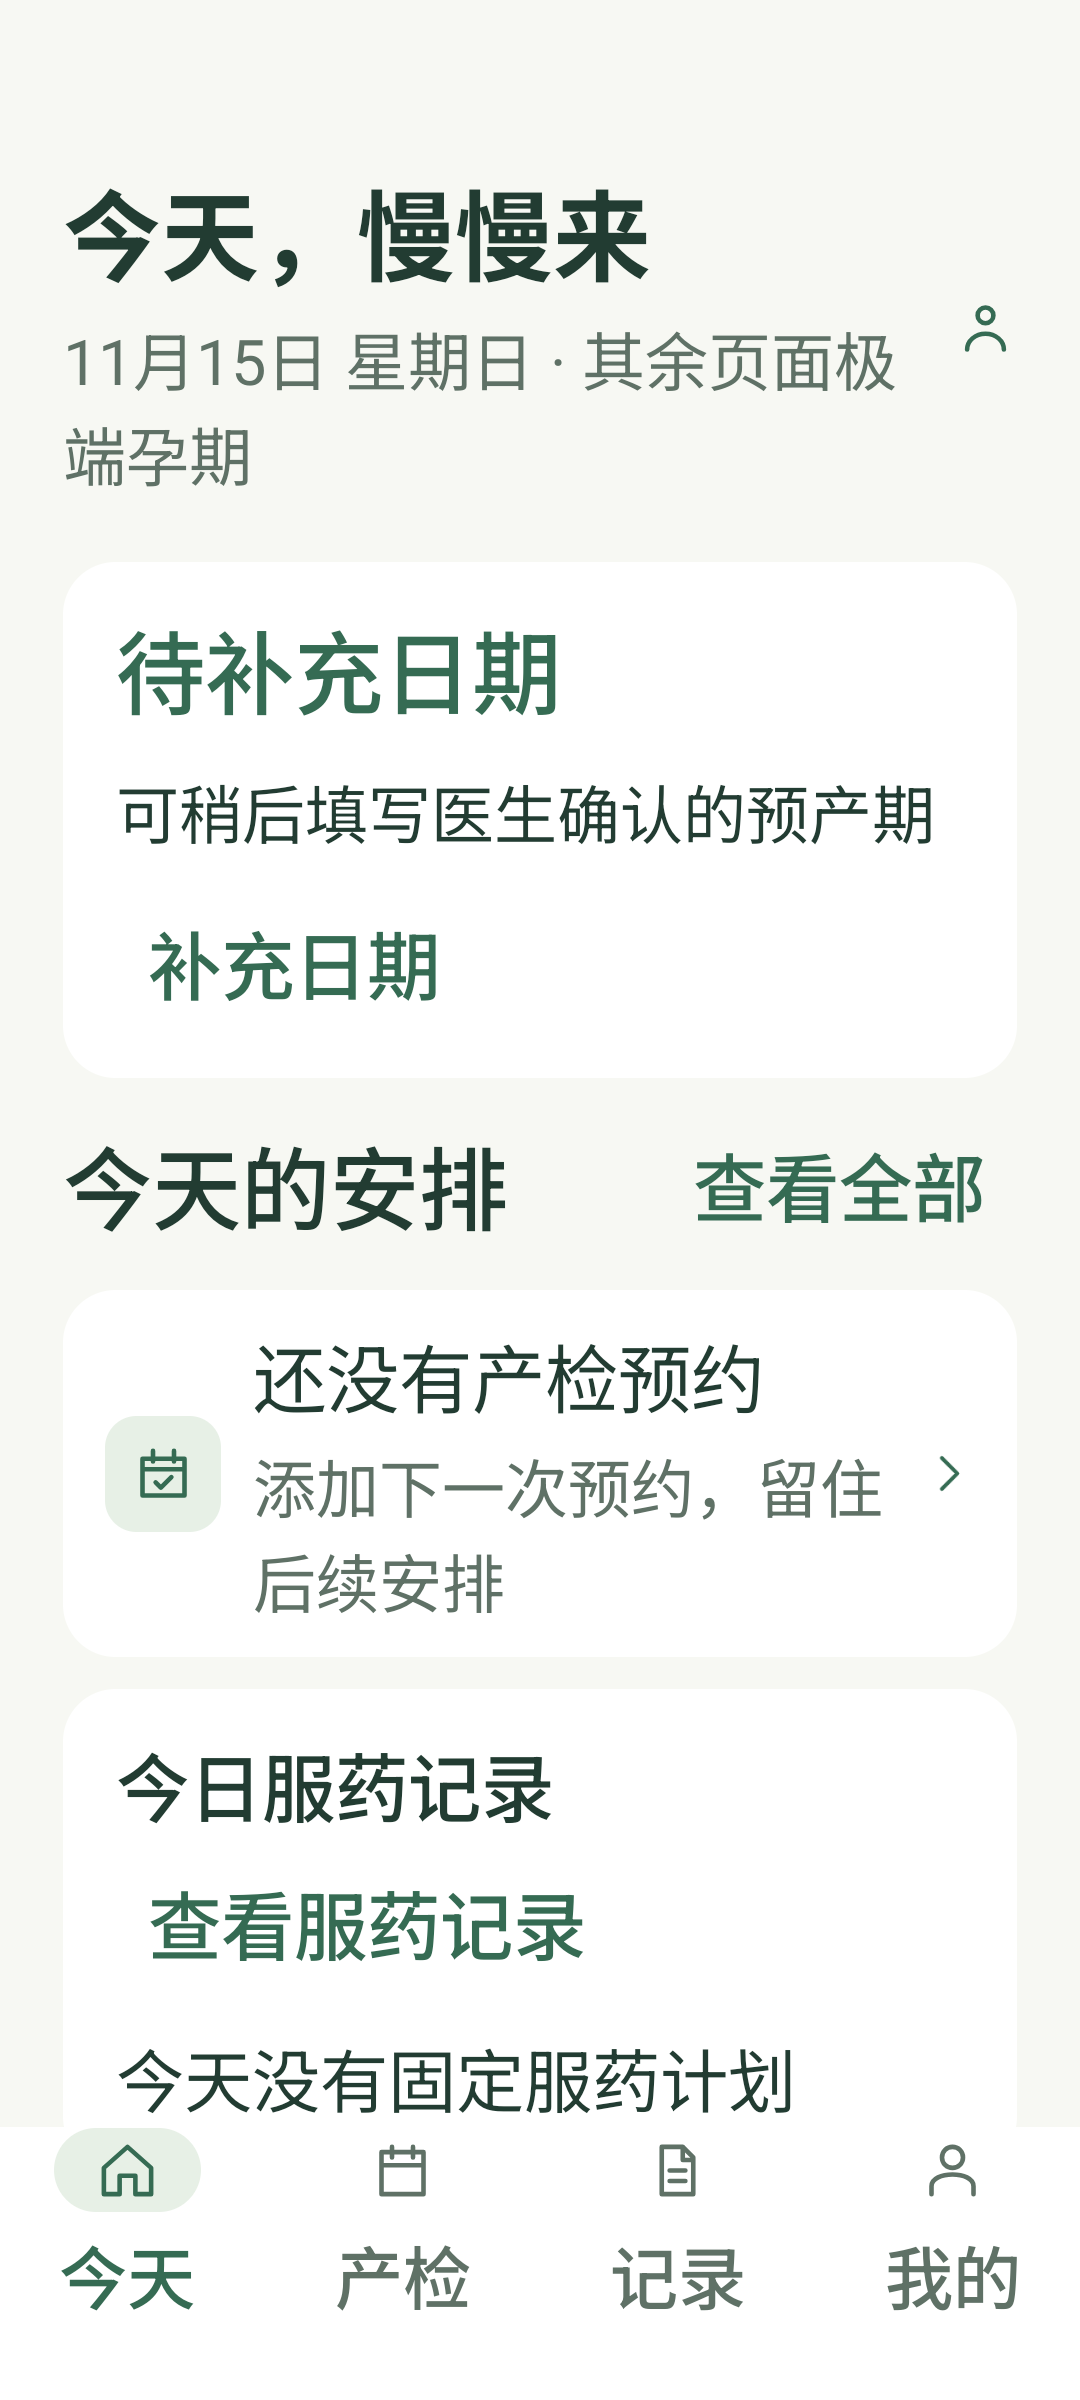 今天，慢慢来
11月15日 星期日 · 其余页面极
端孕期
待补充日期
可稍后填写医生确认的预产期
补充日期
今天的安排
查看全部
还没有产检预约
添加下一次预约，留住
后续安排
今日服药记录
查看服药记录
今天没有固定服药计划
今天
产检
记录
我的